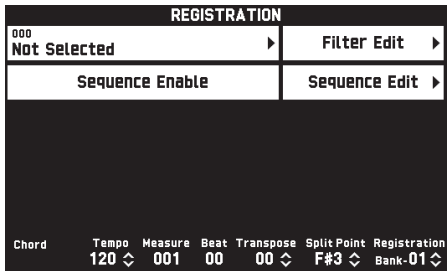 REGISTRATION
000
Not Selected
Filter Edit
Sequence Enable
Sequence Edit
Chord Tempo Measure Beat Transpose Split Point Registration
120 001 00 00 F#3 Bank-01